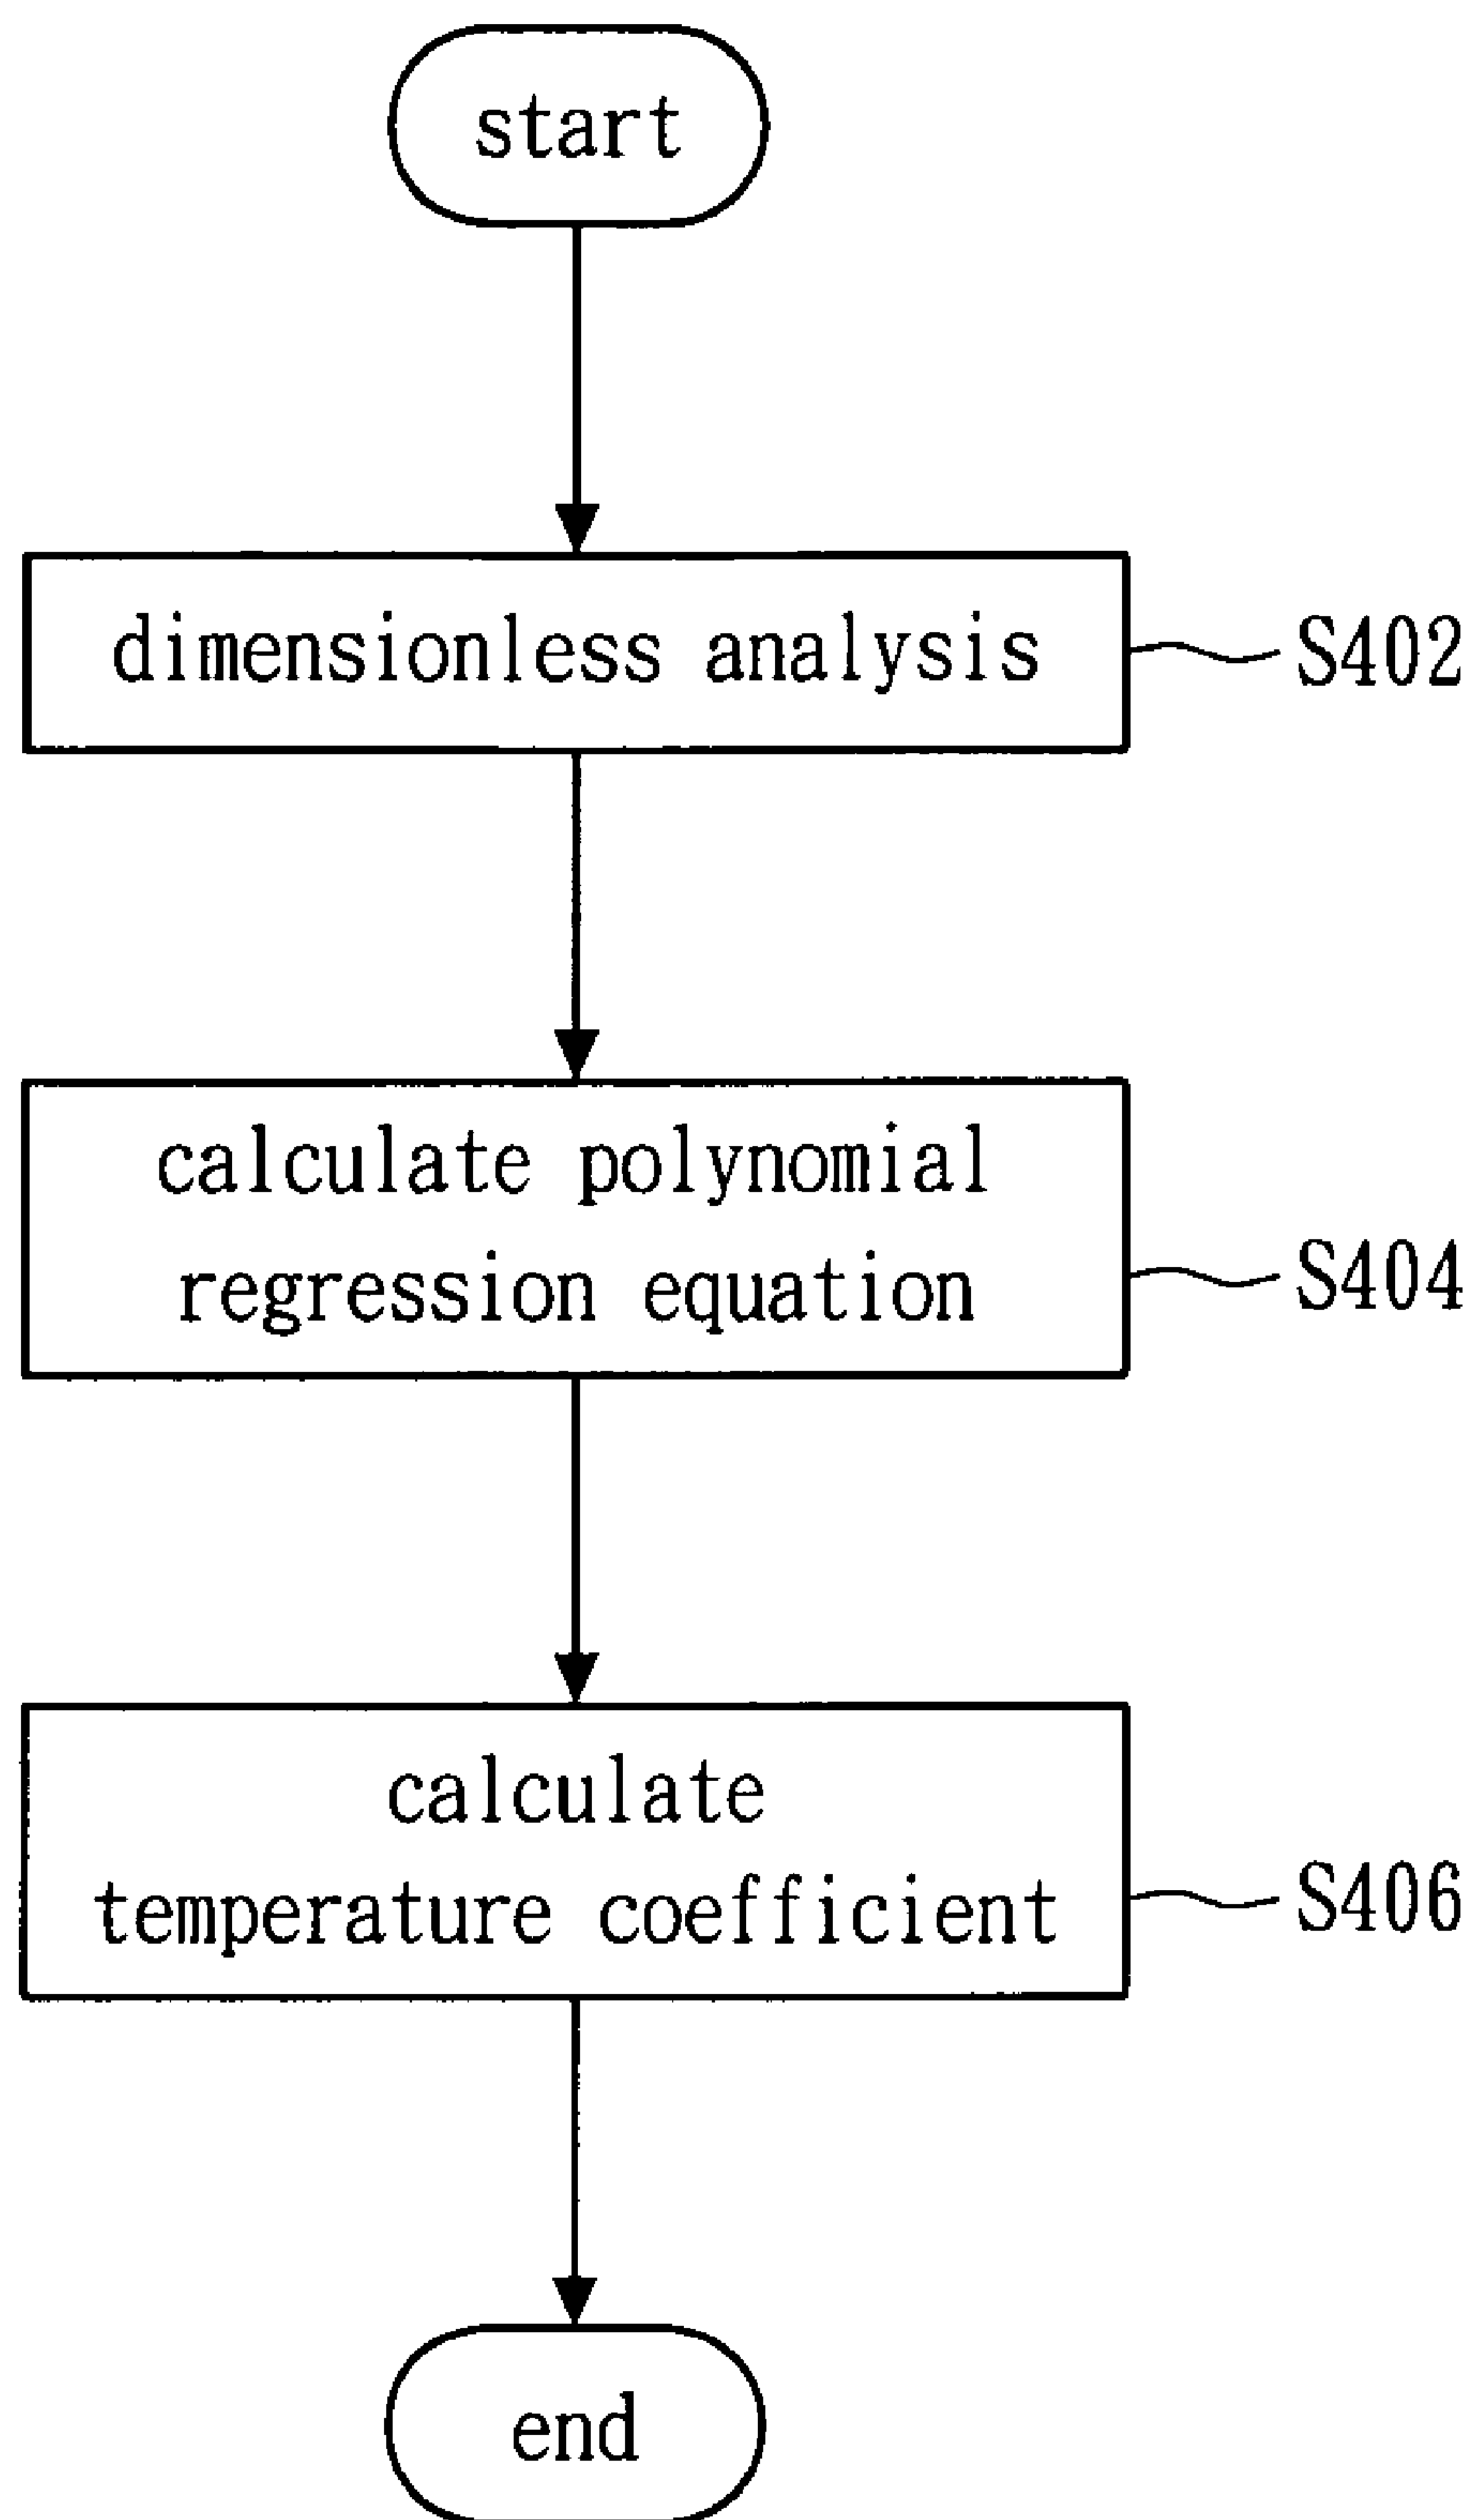 start
dimensionless analysis
S402
calculate polynomial
regression equation
S404
calculate
temperature coefficient
S406
end